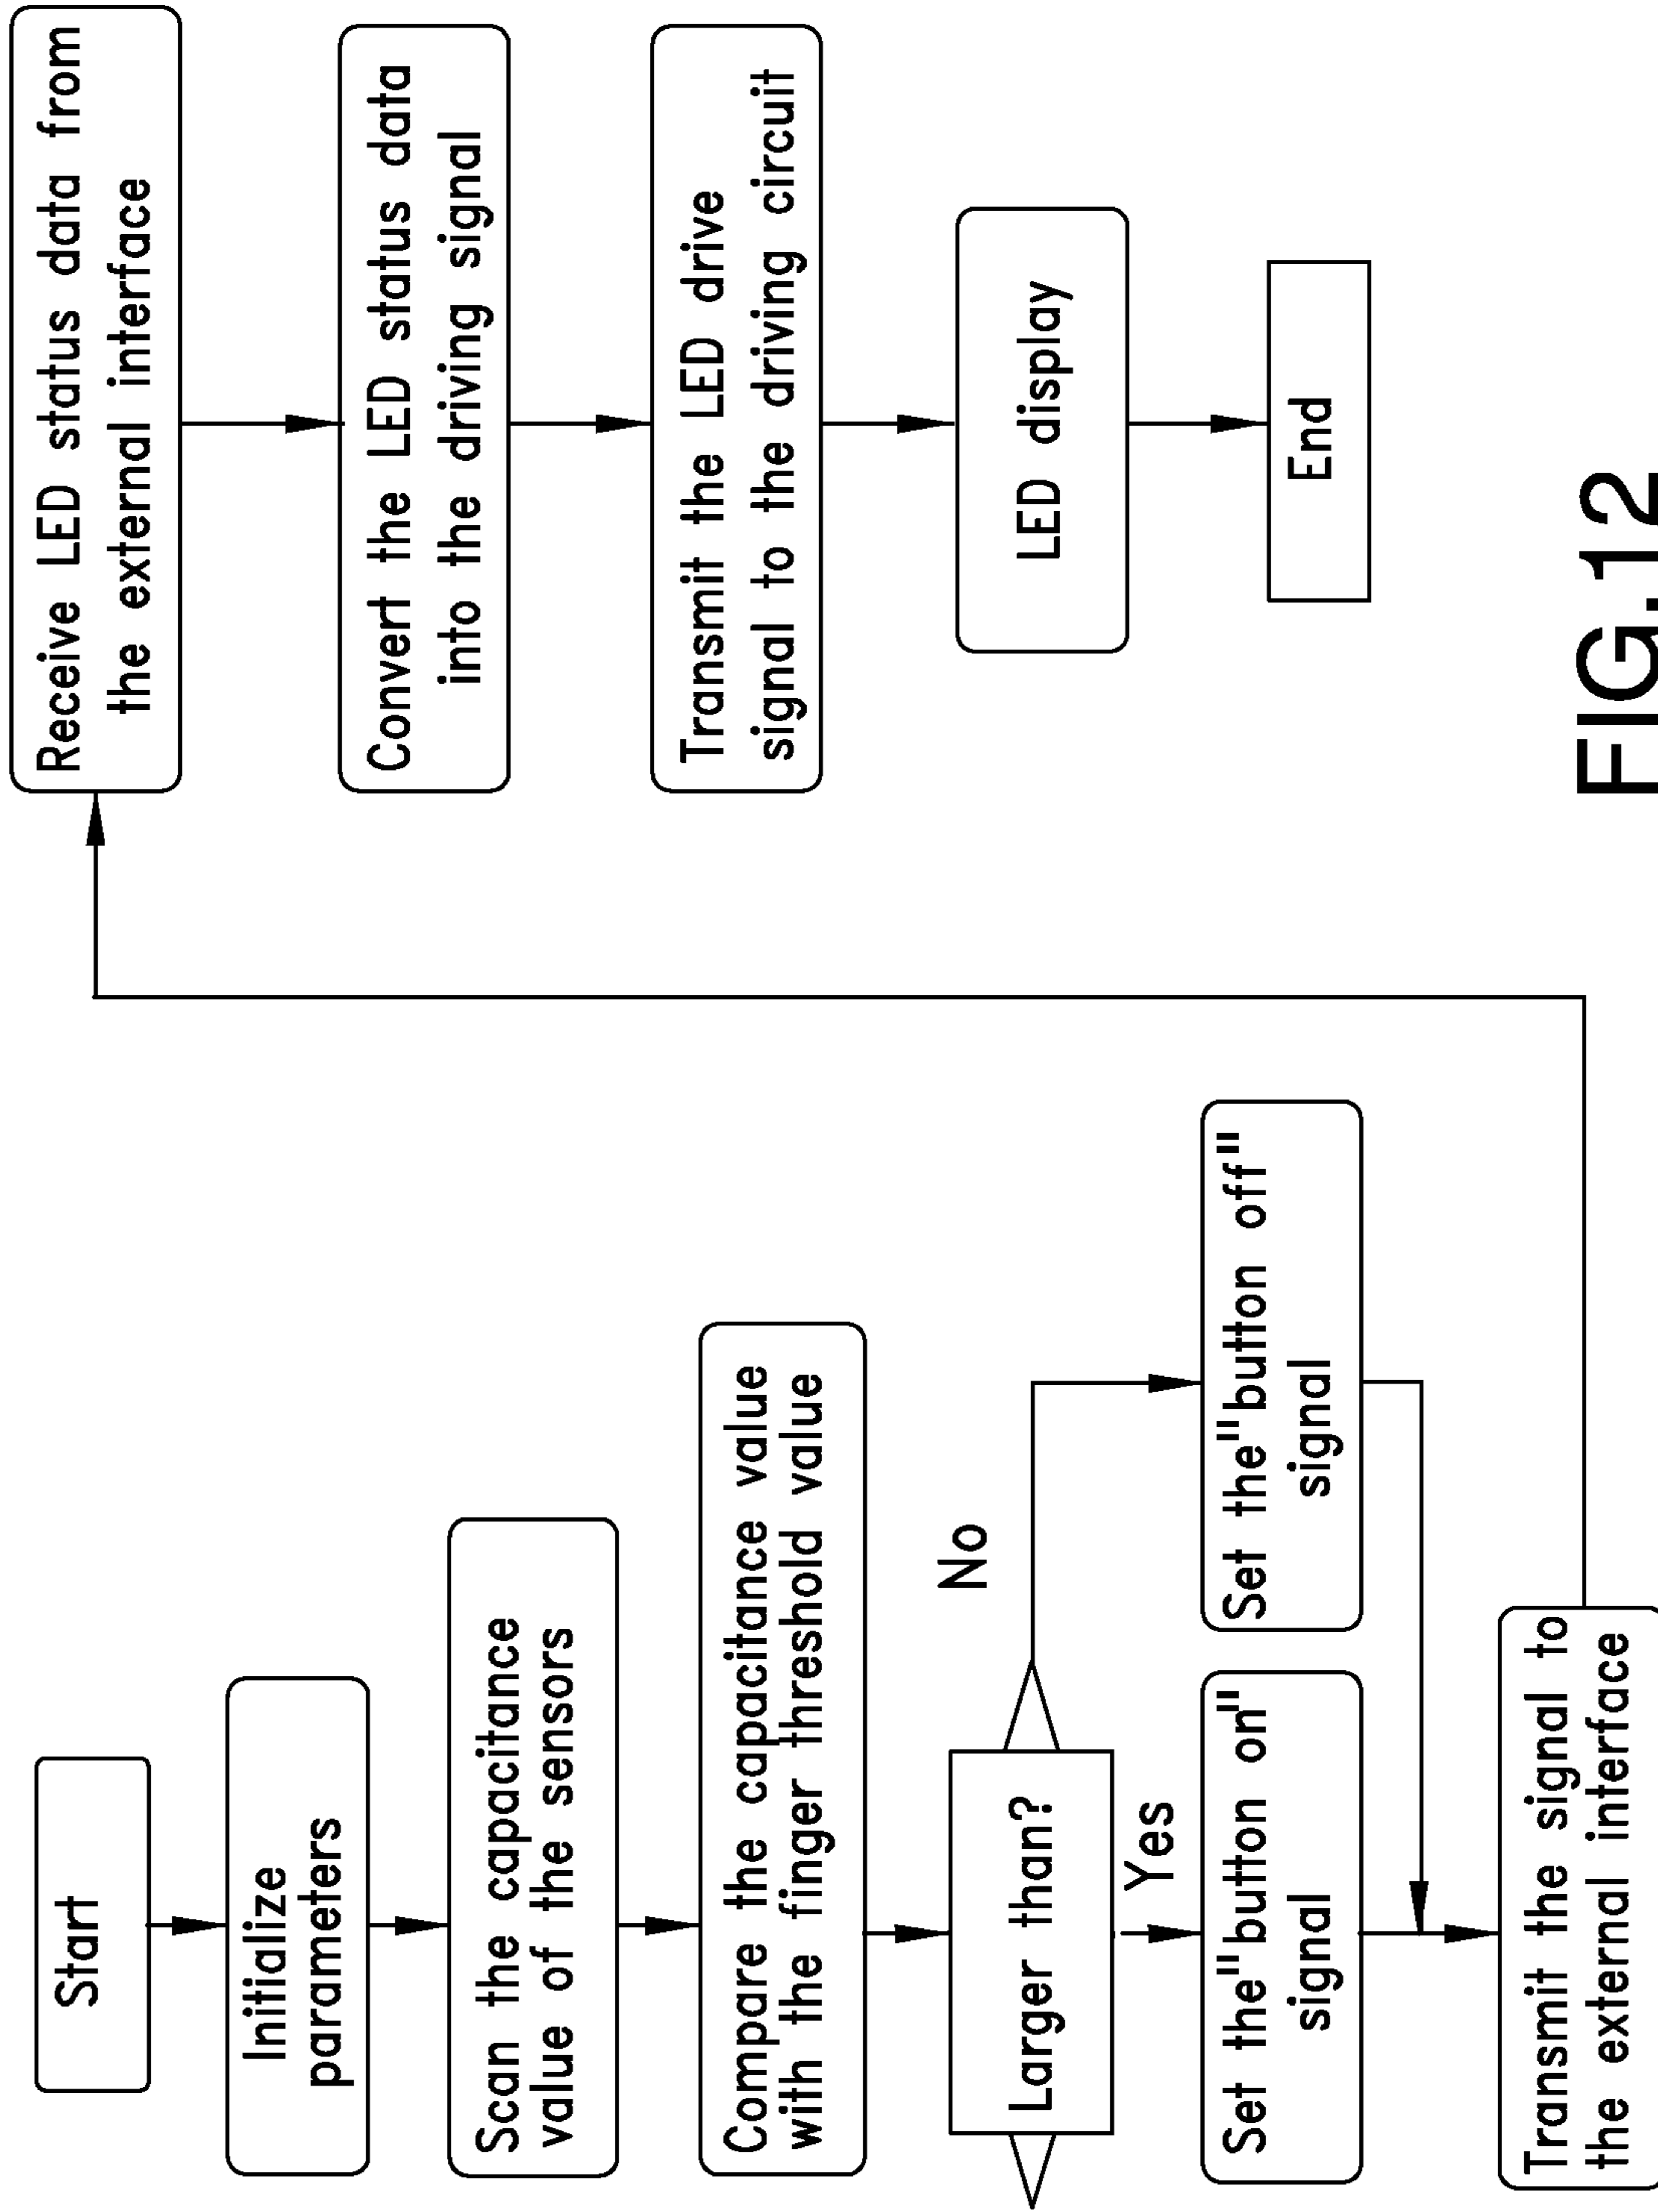 Start
Initialize
parameters
Scan the capacitance
value of the sensors
Compare the capacitance value
with the finger threshold value
Larger than?
No
Yes
Set the"button on"
signal
Set the"button off"
signal
Transmit the signal to
the external interface
Receive LED status data from
the external interface
Convert the LED status data
into the driving signal
Transmit the LED drive
signal to the driving circuit
LED display
End
FIG.12